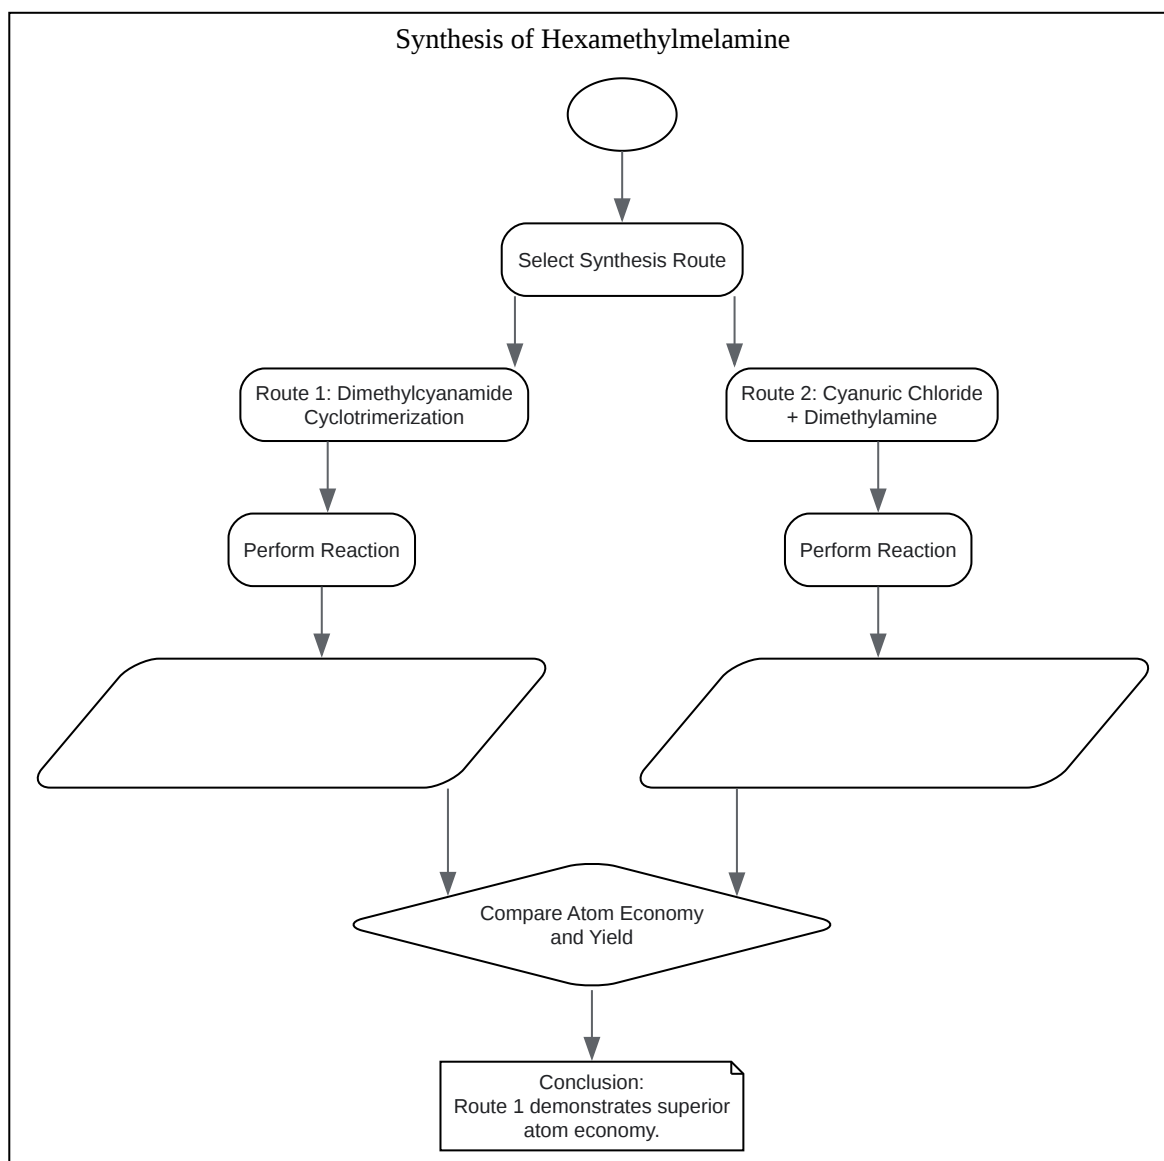 Synthesis of Hexamethylmelamine
Select Synthesis Route
Route 1: Dimethylcyanamide
Cyclotrimerization
Route 2: Cyanuric Chloride
+ Dimethylamine
Perform Reaction
Perform Reaction
Compare Atom Economy
and Yield
Conclusion:
Route 1 demonstrates superior
atom economy.